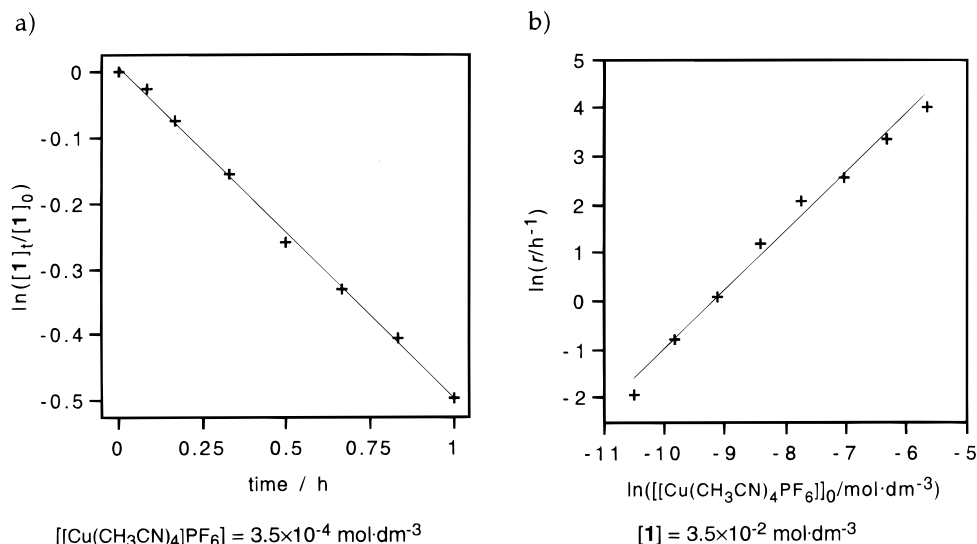 a)
ln([1]t/[1]0)
0
-0.1
-0.2
-0.3
-0.4
-0.5
0 0.25 0.5 0.75 1
time / h
[[Cu(CH3CN)4]PF6] = 3.5×10-4 mol·dm-3
b)
ln(r/h-1)
5
4
3
2
1
0
-1
-2
-11 -10 -9 -8 -7 -6 -5
ln([[Cu(CH3CN)4PF6]]0/mol·dm-3)
[1] = 3.5×10-2 mol·dm-3